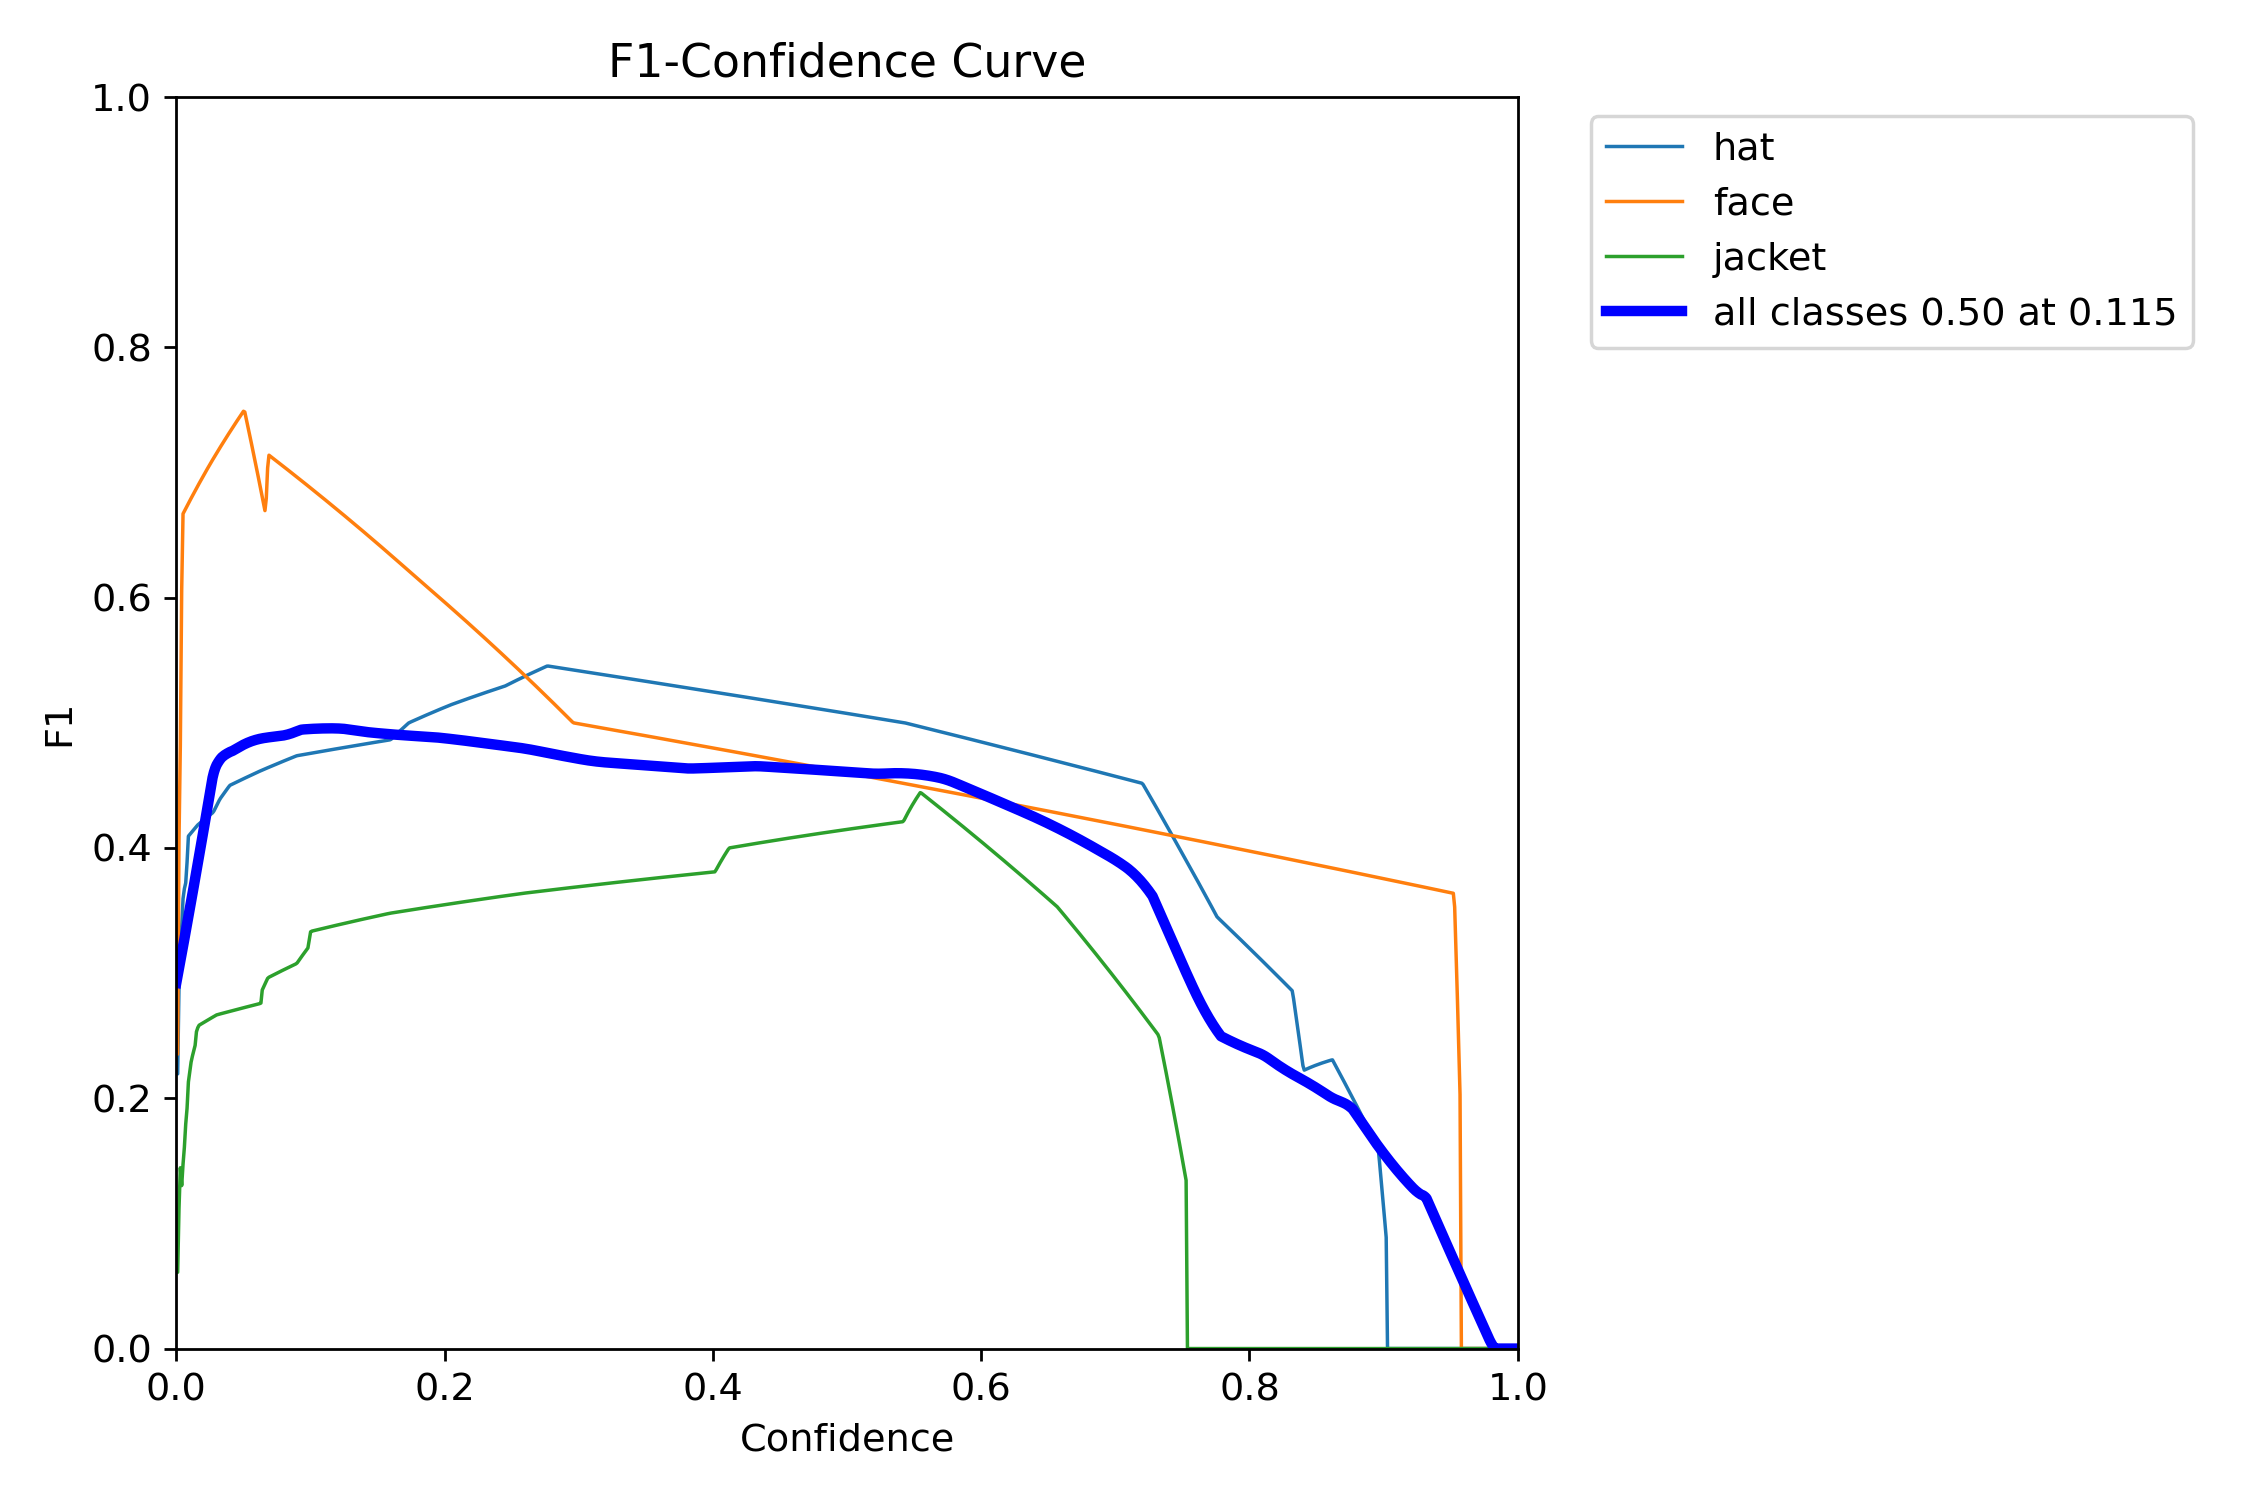 F1-Confidence Curve
1.0
0.8
0.6
0.4
0.2
0.0
F1
0.0 0.2 0.4 0.6 0.8 1.0
Confidence
hat
face
jacket
all classes 0.50 at 0.115